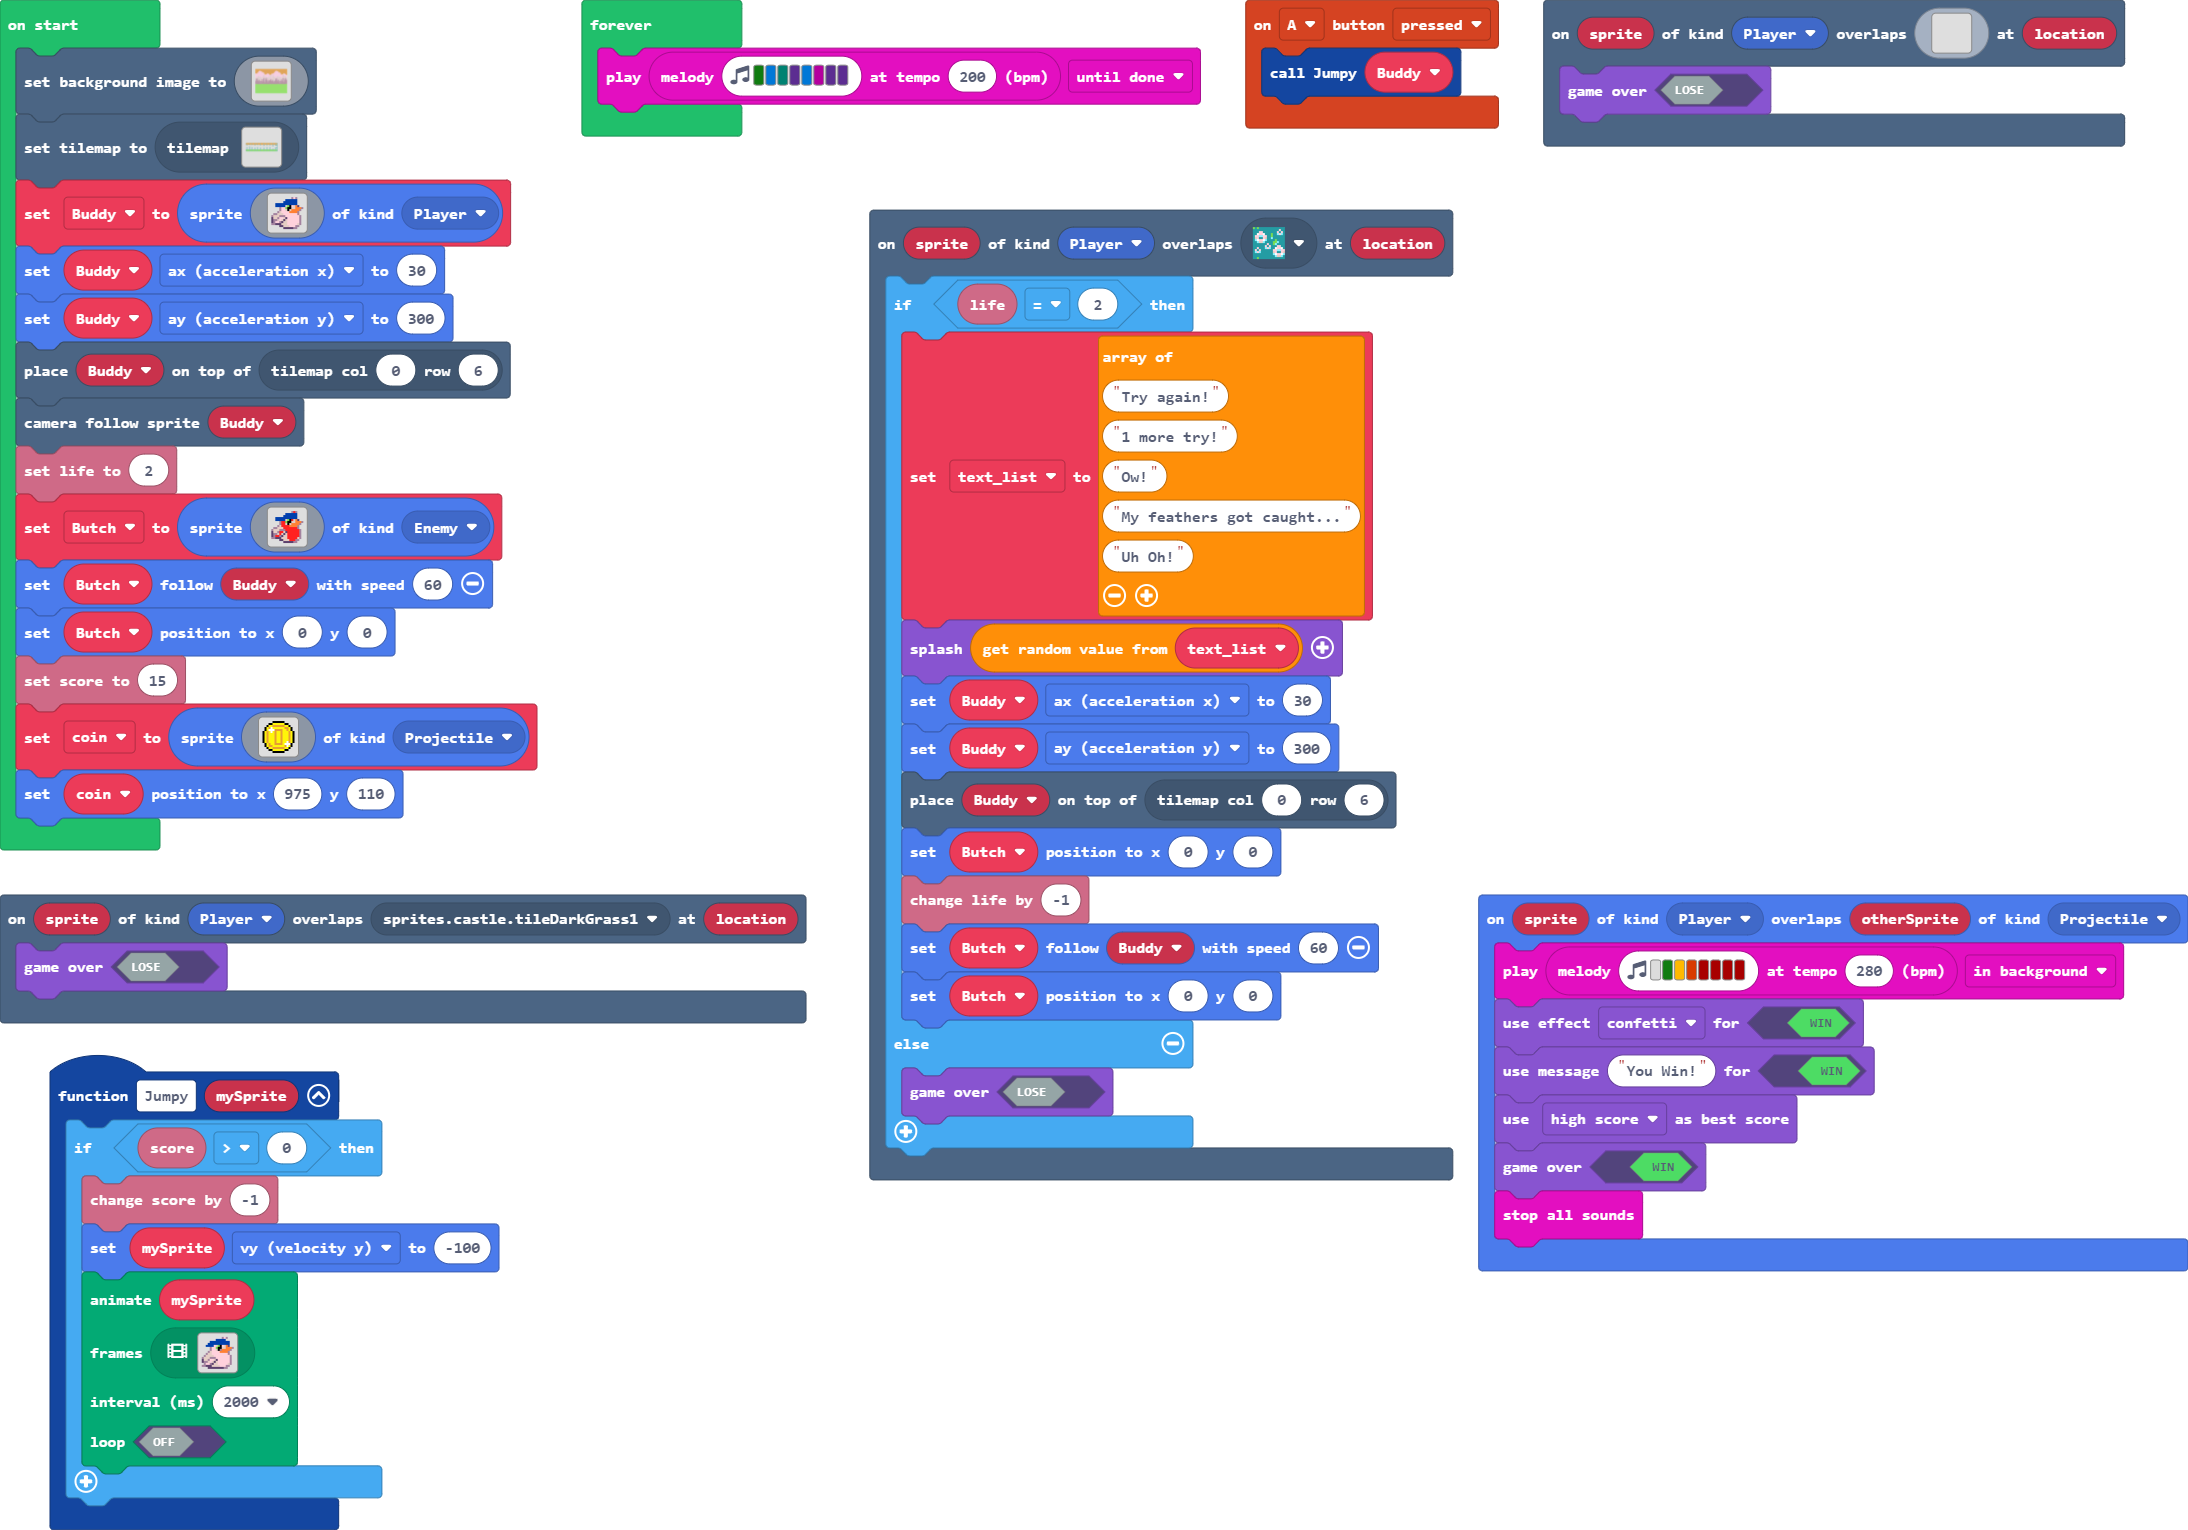 on start
set background image to
set tilemap to tilemap
set Buddy to sprite of kind Player
set Buddy ax (acceleration x) to 30
set Buddy ay (acceleration y) to 300
place Buddy on top of tilemap col 0 row 6
camera follow sprite Buddy
set life to 2
set Butch to sprite of kind Enemy
set Butch follow Buddy with speed 60
set Butch position to x 0 y 0
set score to 15
set coin to sprite of kind Projectile
set coin position to x 975 y 110
forever
play melody at tempo 200 (bpm) until done
on A button pressed
call Jumpy Buddy
on sprite of kind Player overlaps at location
game over LOSE
on sprite of kind Player overlaps at location
if life = 2 then
set text_list to array of
"Try again!"
"1 more try!"
"Ow!"
"My feathers got caught..."
"Uh Oh!"
splash get random value from text_list
set Buddy ax (acceleration x) to 30
set Buddy ay (acceleration y) to 300
place Buddy on top of tilemap col 0 row 6
set Butch position to x 0 y 0
change life by -1
set Butch follow Buddy with speed 60
set Butch position to x 0 y 0
else
game over LOSE
on sprite of kind Player overlaps sprites.castle.tileDarkGrass1 at location
game over LOSE
function Jumpy mySprite
if score > 0 then
change score by -1
set mySprite vy (velocity y) to -100
animate mySprite
frames
interval (ms) 2000
loop OFF
on sprite of kind Player overlaps otherSprite of kind Projectile
play melody at tempo 280 (bpm) in background
use effect confetti for WIN
use message "You Win!" for WIN
use high score as best score
game over WIN
stop all sounds